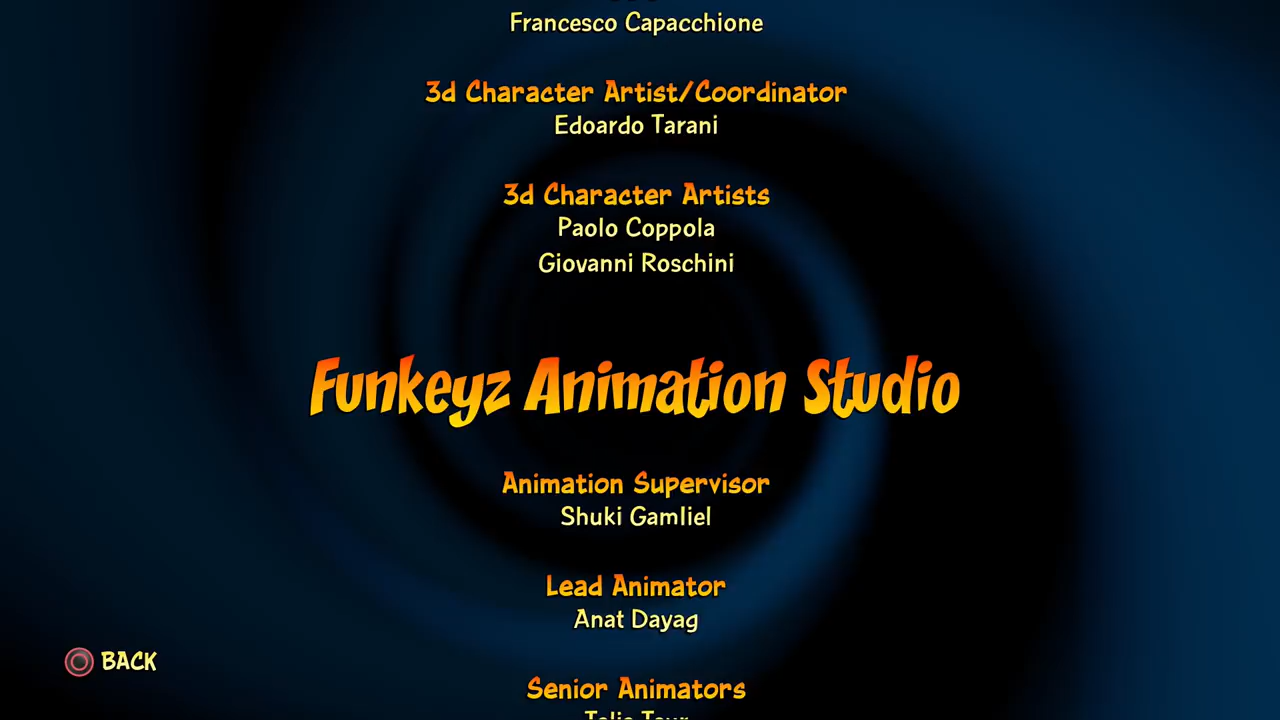 Francesco Capacchione
3d Character Artist/Coordinator
Edoardo Tarani
3d Character Artists
Paolo Coppola
Giovanni Roschini
Funkeyz Animation Studio
Animation Supervisor
Shuki Gamliel
Lead Animator
Anat Dayag
BACK
Senior Animators